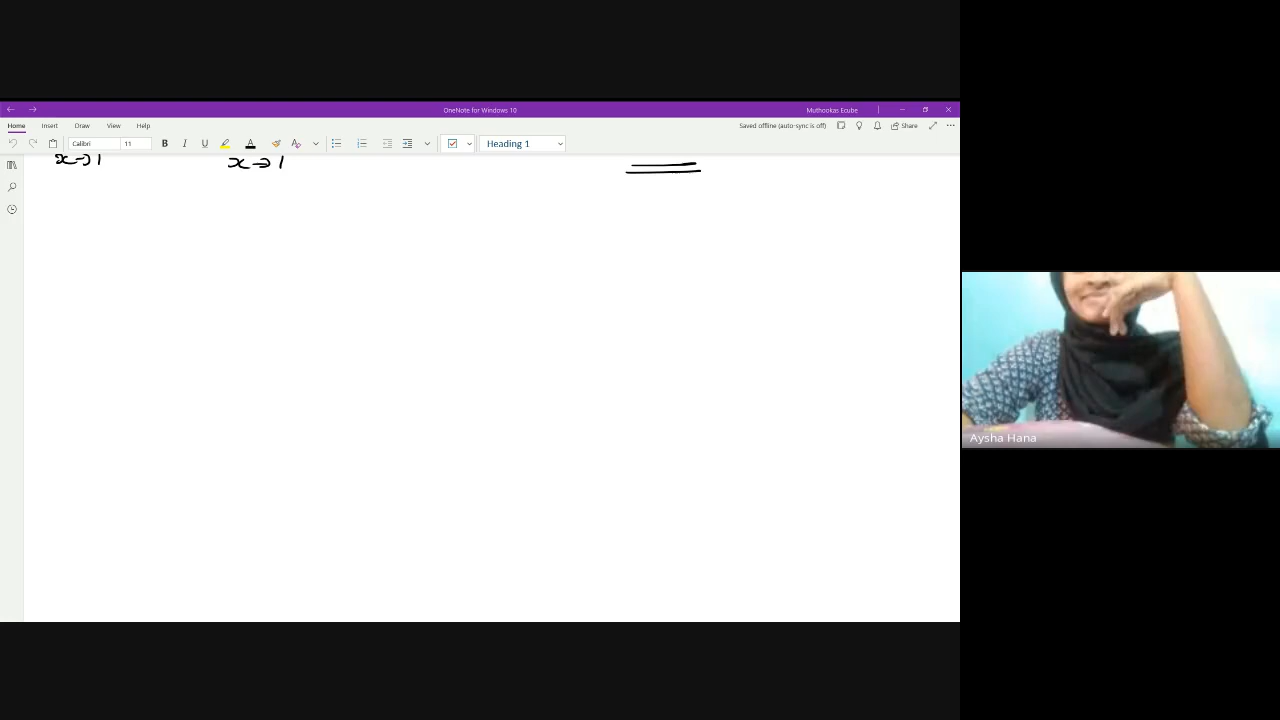 OneNote for Windows 10
Muthookas Ecube
Home Insert Draw View Help
Saved offline (auto-sync is off)
Share
Calibri 11 B I U A Heading 1
x→1 x→1
Aysha Hana